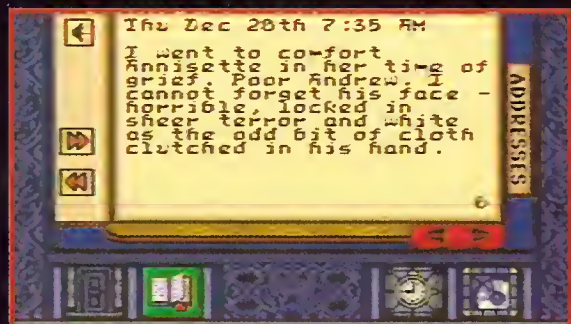 Thu Dec 20th 7:35 AM
I went to comfort
Annisette in her time of
grief. Poor Andrew. I
cannot forget his face -
horrible, locked in
sheer terror and white
as the odd bit of cloth
clutched in his hand.
ADDRESSES
6